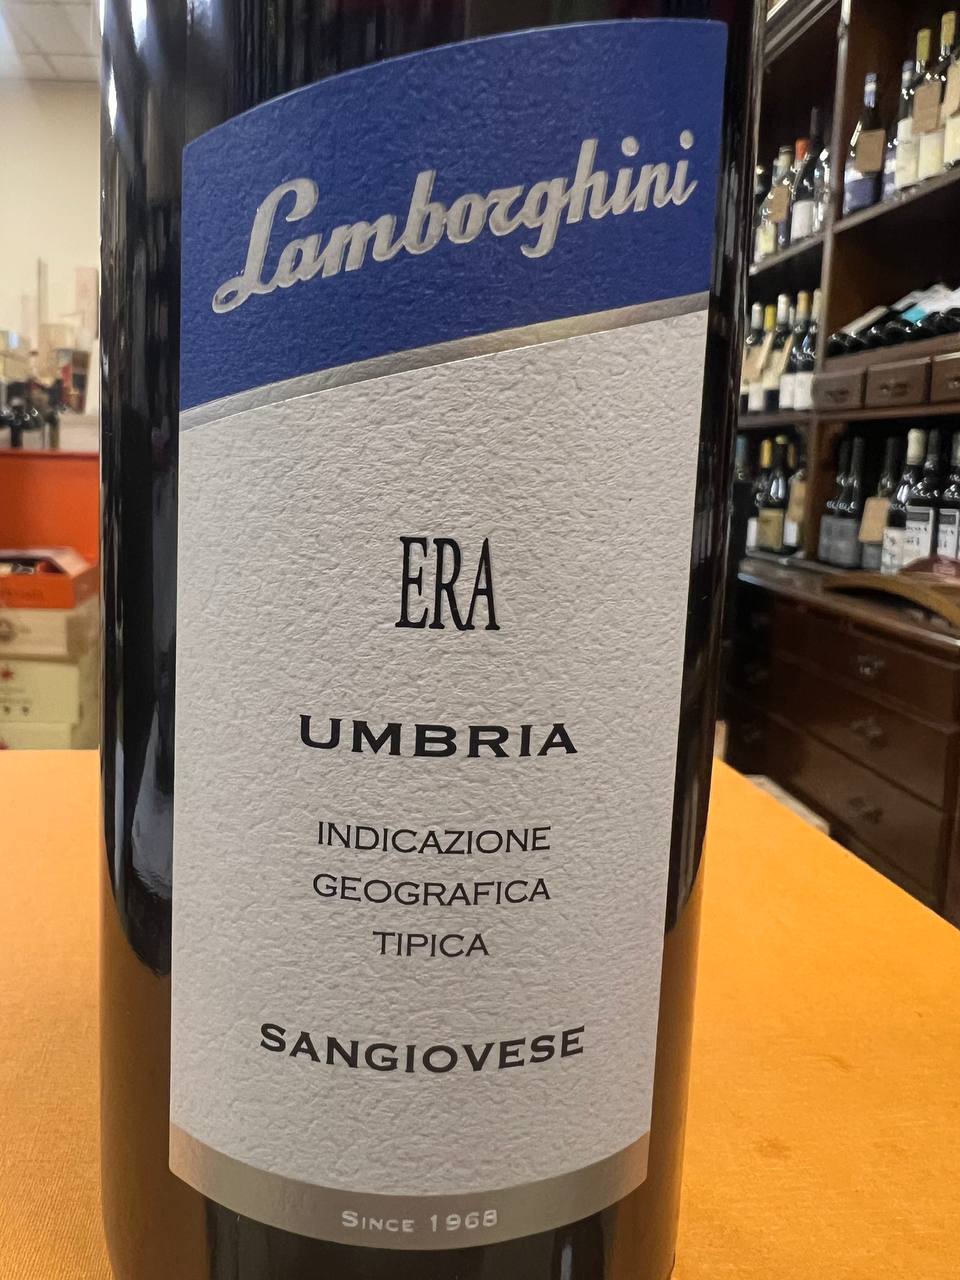 Lamborghini
ERA
UMBRIA
INDICAZIONE
GEOGRAFICA
TIPICA
SANGIOVESE
SINCE 1968